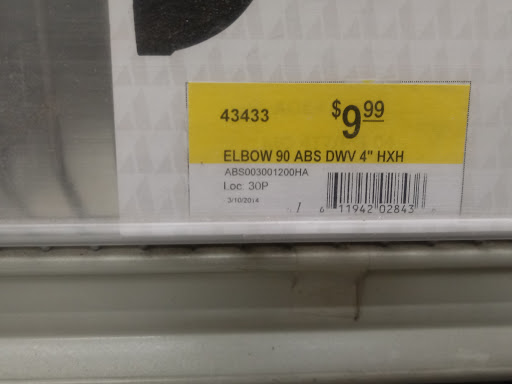 43433
$9.99
ELBOW 90 ABS DWV 4" HXH
ABS003001200HA
Loc: 30P
3/10/2014
6 11942 02843